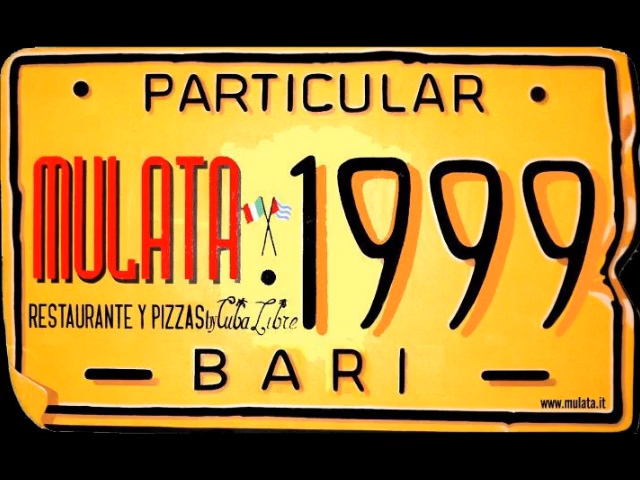 PARTICULAR
MULATA 1999
RESTAURANTE Y PIZZAS by Cuba Libre
BARI
www.mulata.it